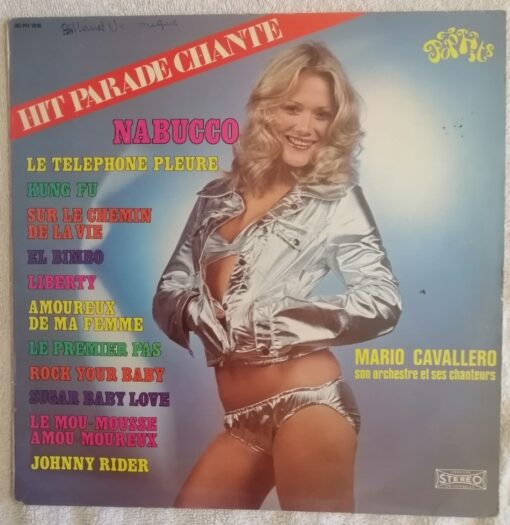 HIT PARADE CHANTE
POP HITS
NABUCCO
LE TELEPHONE PLEURE
KUNG FU
SUR LE CHEMIN
DE LA VIE
EL BIMBO
LIBERTY
AMOUREUX
DE MA FEMME
LE PREMIER PAS
ROCK YOUR BABY
SUGAR BABY LOVE
LE MOU-MOUSSE
AMOU MOUREUX
JOHNNY RIDER
MARIO CAVALLERO
son orchestre et ses chanteurs
STEREO